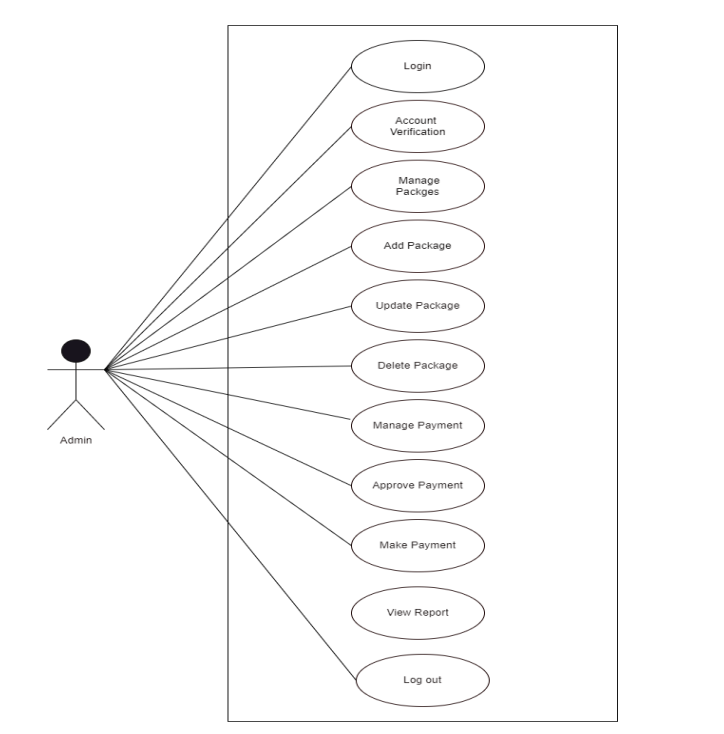 Login
Account
Verification
Manage
Packges
Add Package
Update Package
Delete Package
Admin
Manage Payment
Approve Payment
Make Payment
View Report
Log out